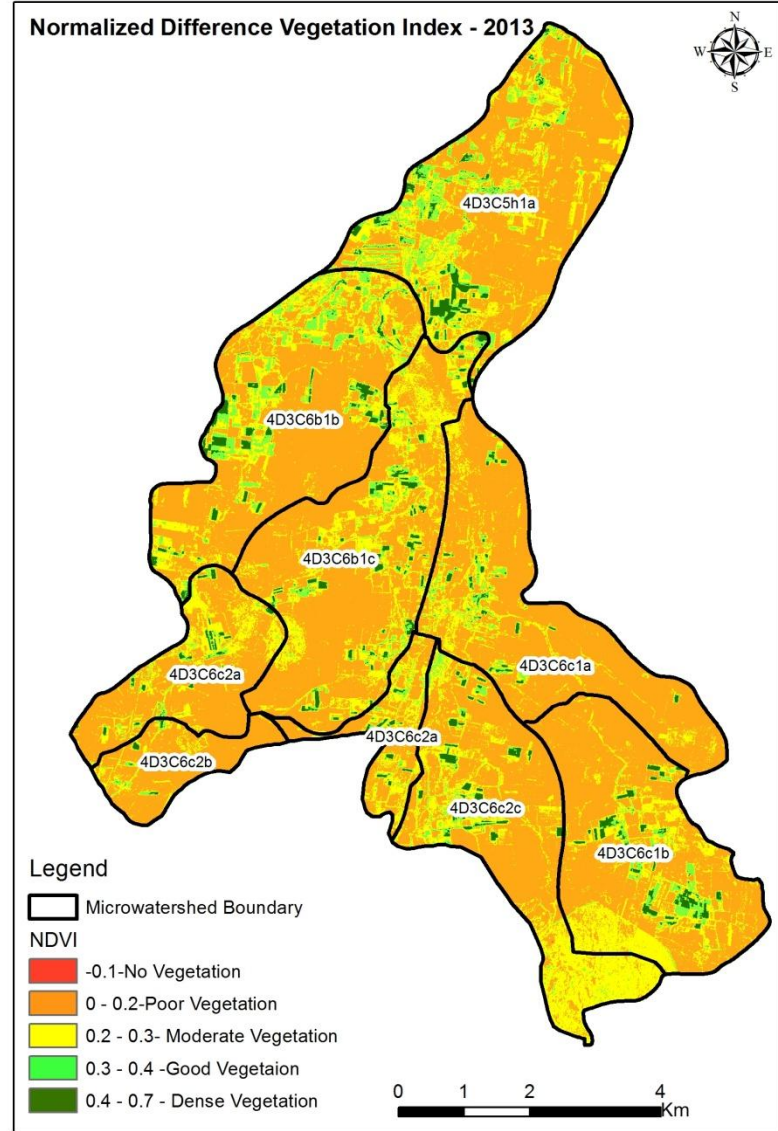 Normalized Difference Vegetation Index - 2013
N
W E
S
4D3C5h1a
4D3C6b1b
4D3C6b1c
4D3C6c2a
4D3C6c1a
4D3C6c2a
4D3C6c2b
4D3C6c2c
4D3C6c1b
Legend
Microwatershed Boundary
NDVI
-0.1-No Vegetation
0 - 0.2-Poor Vegetation
0.2 - 0.3- Moderate Vegetation
0.3 - 0.4 -Good Vegetaion
0.4 - 0.7 - Dense Vegetation
0 1 2 4
Km